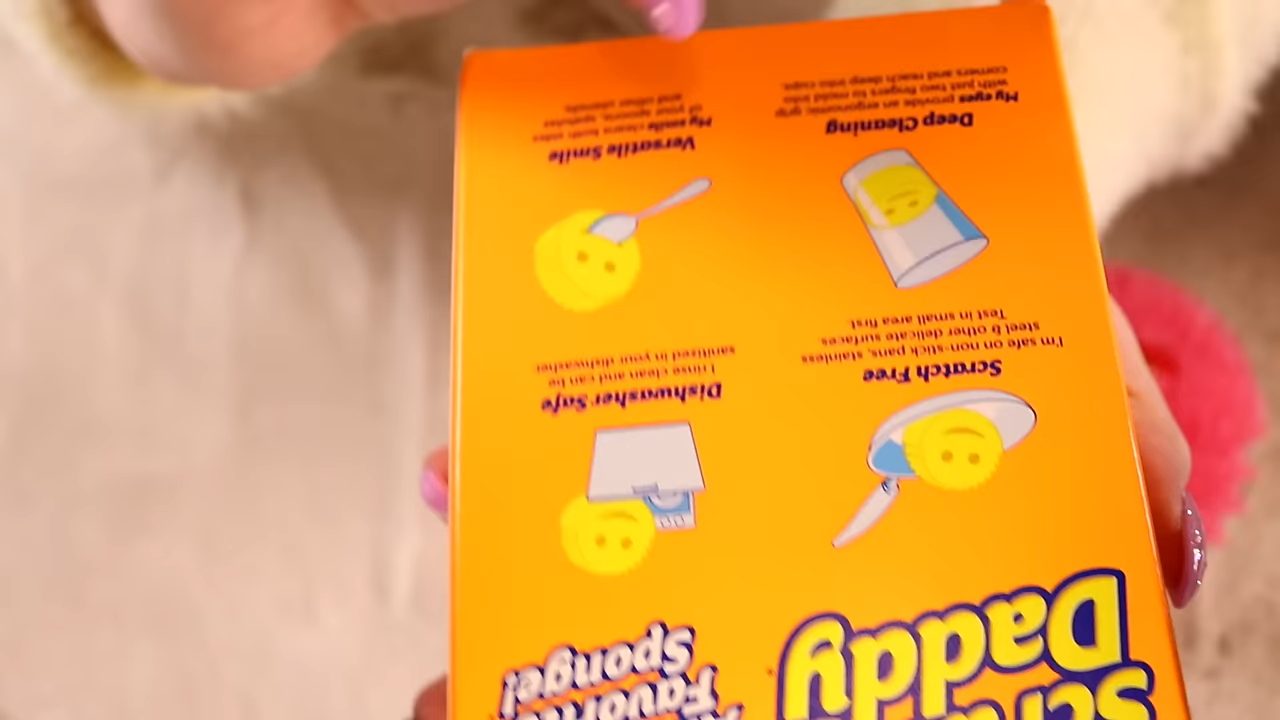 Scrub
Daddy
Favorite
Sponge!
Scratch Free
I'm safe on non-stick pans, stainless
steel & other delicate surfaces.
Test in small area first.
Dishwasher Safe
I rinse clean and can be
sanitized in your dishwasher
Deep Cleaning
My eyes provide an ergonomic grip
with just two fingers to mold into
corners and reach deep into cups.
Versatile Smile
My smile cleans both sides
of your spoons, spatulas
and other utensils